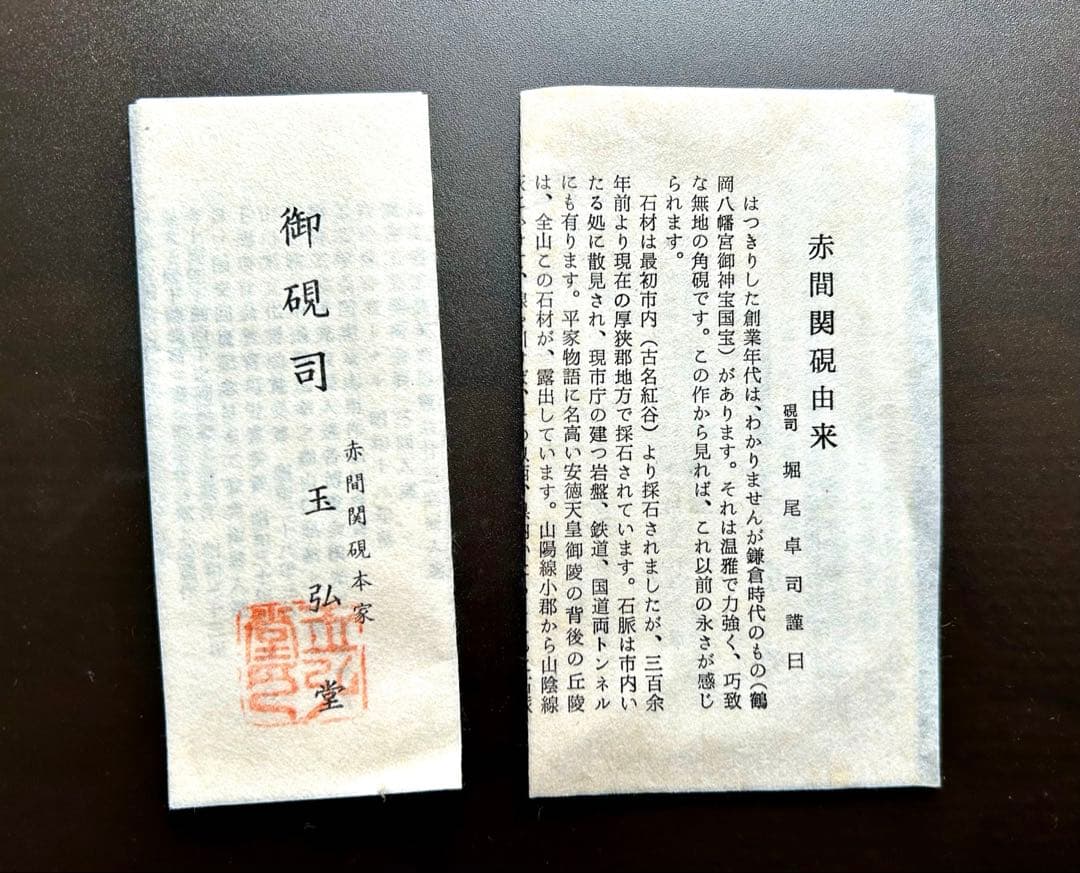 御硯司
赤間関硯本家
玉弘堂
赤間関硯由来
硯司 堀尾卓司謹曰
はつきりした創業年代は、わかりませんが鎌倉時代のもの（鶴
岡八幡宮御神宝国宝）があります。それは温雅で力強く、巧致
な無地の角硯です。この作から見れば、これ以前の永さが感じ
られます。
石材は最初市内（古名紅谷）より採石されましたが、三百余
年前より現在の厚狭郡地方で採石されています。石脈は市内い
たる処に散見され、現市庁の建つ岩盤、鉄道、国道両トンネル
にも有ります。平家物語に名高い安徳天皇御陵の背後の丘陵
は、全山この石材が、露出しています。山陽線小郡から山陰線